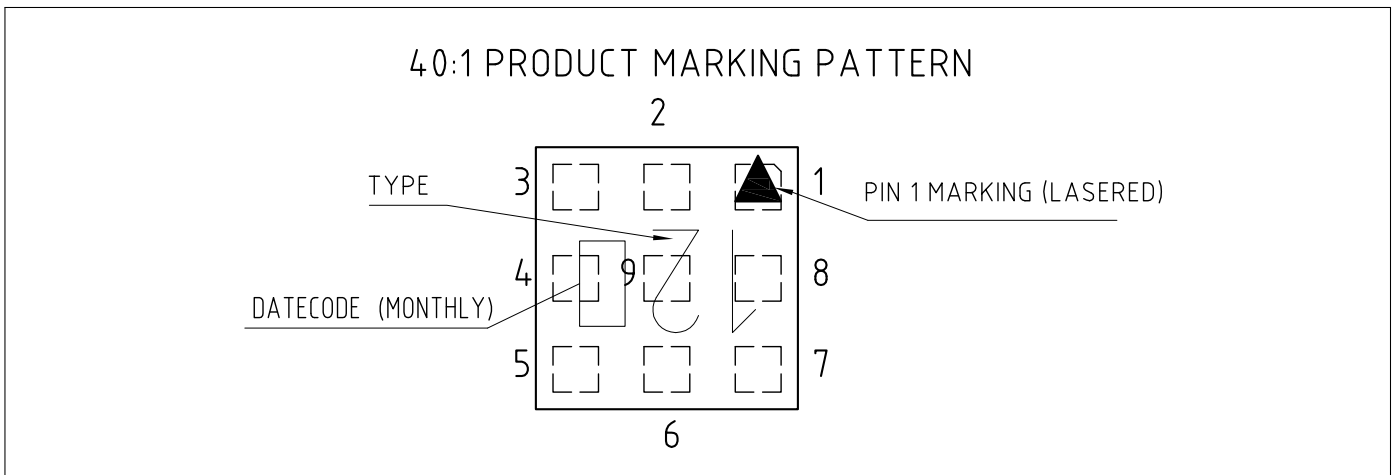 40:1 PRODUCT MARKING PATTERN
2
TYPE
3
1
PIN 1 MARKING (LASERED)
12
4
9
8
DATECODE (MONTHLY)
5
7
6